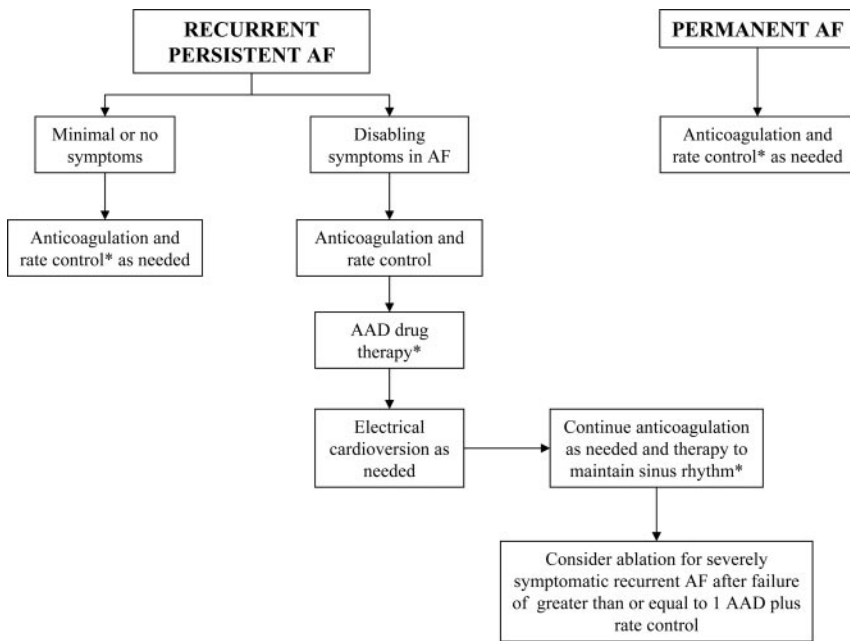 RECURRENT
PERSISTENT AF
PERMANENT AF
Minimal or no
symptoms
Disabling
symptoms in AF
Anticoagulation and
rate control* as needed
Anticoagulation and
rate control* as needed
Anticoagulation and
rate control
AAD drug
therapy*
Electrical
cardioversion as
needed
Continue anticoagulation
as needed and therapy to
maintain sinus rhythm*
Consider ablation for severely
symptomatic recurrent AF after failure
of greater than or equal to 1 AAD plus
rate control